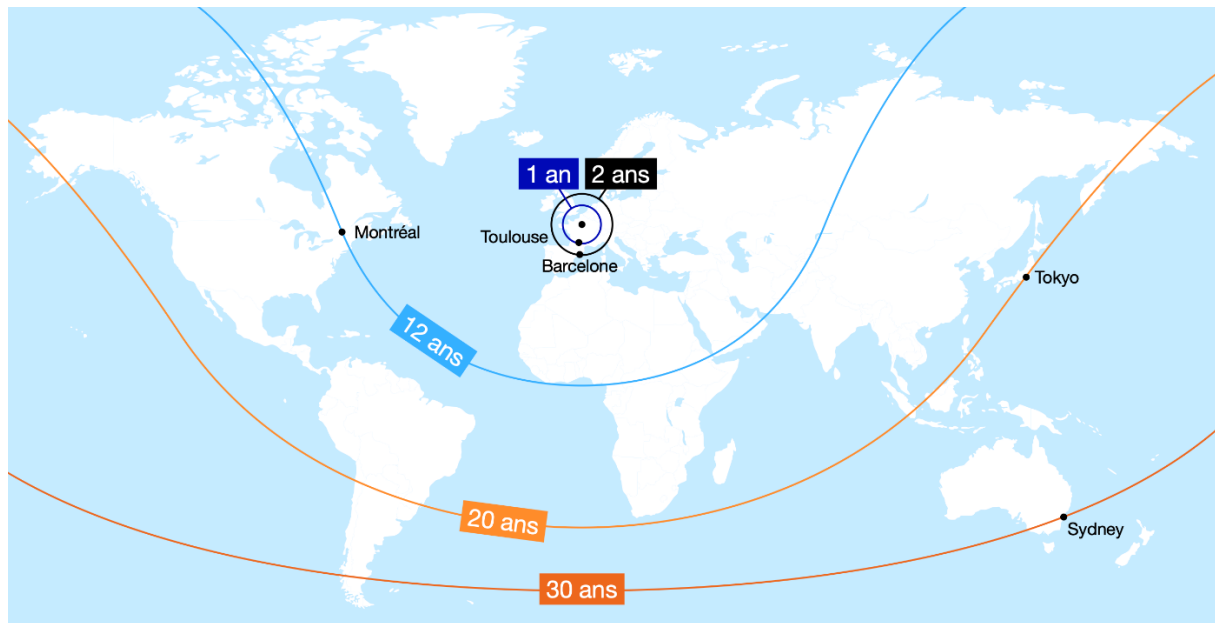 1 an
2 ans
Montréal
Toulouse
Barcelone
Tokyo
12 ans
20 ans
Sydney
30 ans